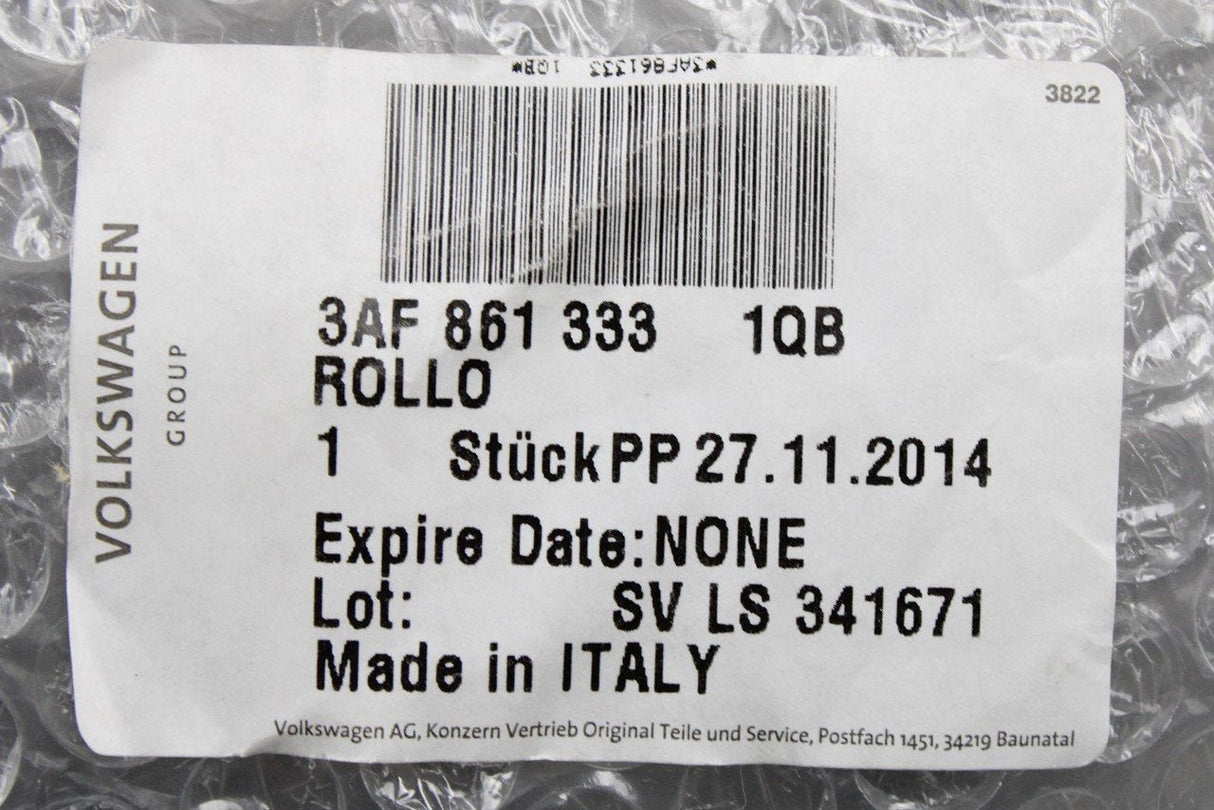 *3AF861333 1QB*
3822
3AF 861 333 1QB
ROLLO
1 Stück PP 27.11.2014
Expire Date: NONE
Lot: SV LS 341671
Made in ITALY
Volkswagen AG, Konzern Vertrieb Original Teile und Service, Postfach 1451, 34219 Baunatal
VOLKSWAGEN
GROUP